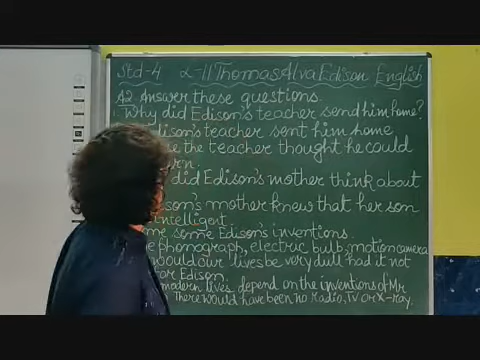 Std-4 L-11 Thomas Alva Edison English
A2 Answer these questions.
1. Why did Edison's teacher send him home?
Edison's teacher sent him home
the teacher thought he could
did Edison's mother think about
mother knew that her son
intelligent.
some Edison's inventions.
phonograph, electric bulb, motion camera
would our lives be very dull had it not
for Edison.
modern lives depend on the inventions of Mr
There would have been no Radio, TV or X-ray.